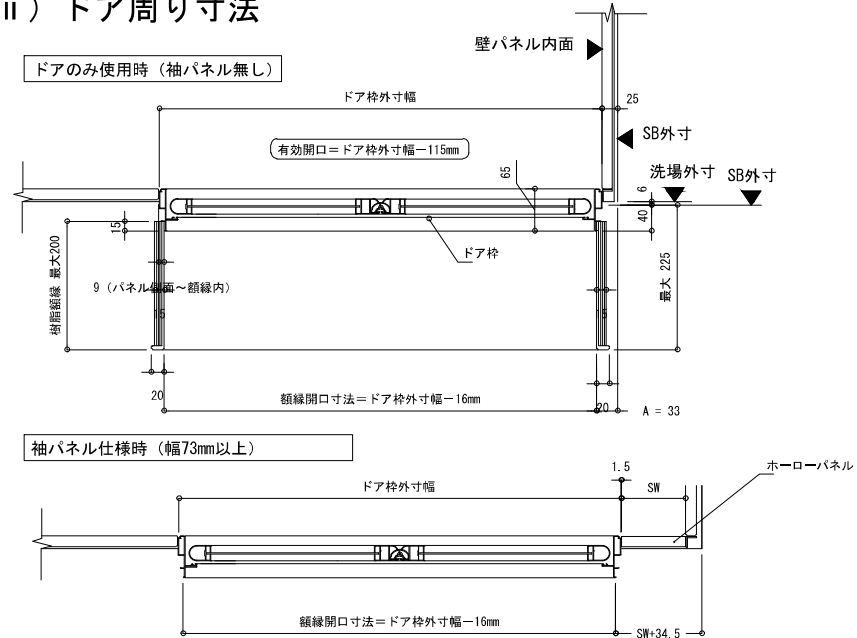 ⅱ）ドア周り寸法
壁パネル内面
ドアのみ使用時（袖パネル無し）
ドア枠外寸幅
25
SB外寸
有効開口＝ドア枠外寸幅－115mm
65
洗場外寸
SB外寸
6
40
15
ドア枠
樹脂額縁 最大200
9（パネル側面～額縁内）
最大 225
15
15
20
額縁開口寸法＝ドア枠外寸幅－16mm
20
A = 33
袖パネル仕様時（幅73mm以上）
1.5
ホーローパネル
ドア枠外寸幅
SW
額縁開口寸法＝ドア枠外寸幅－16mm
SW+34.5